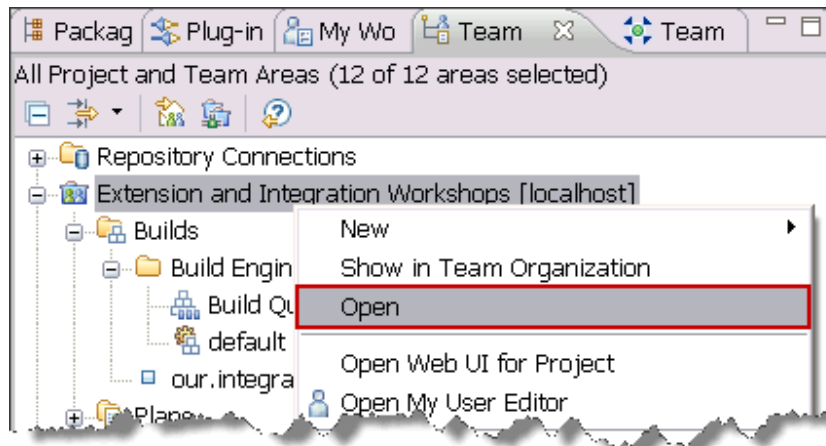 Packag Plug-in My Wo Team Team
All Project and Team Areas (12 of 12 areas selected)
Repository Connections
Extension and Integration Workshops [localhost]
Builds New
Build Engin Show in Team Organization
Build Qu Open
default
our.integra Open Web UI for Project
Plans Open My User Editor